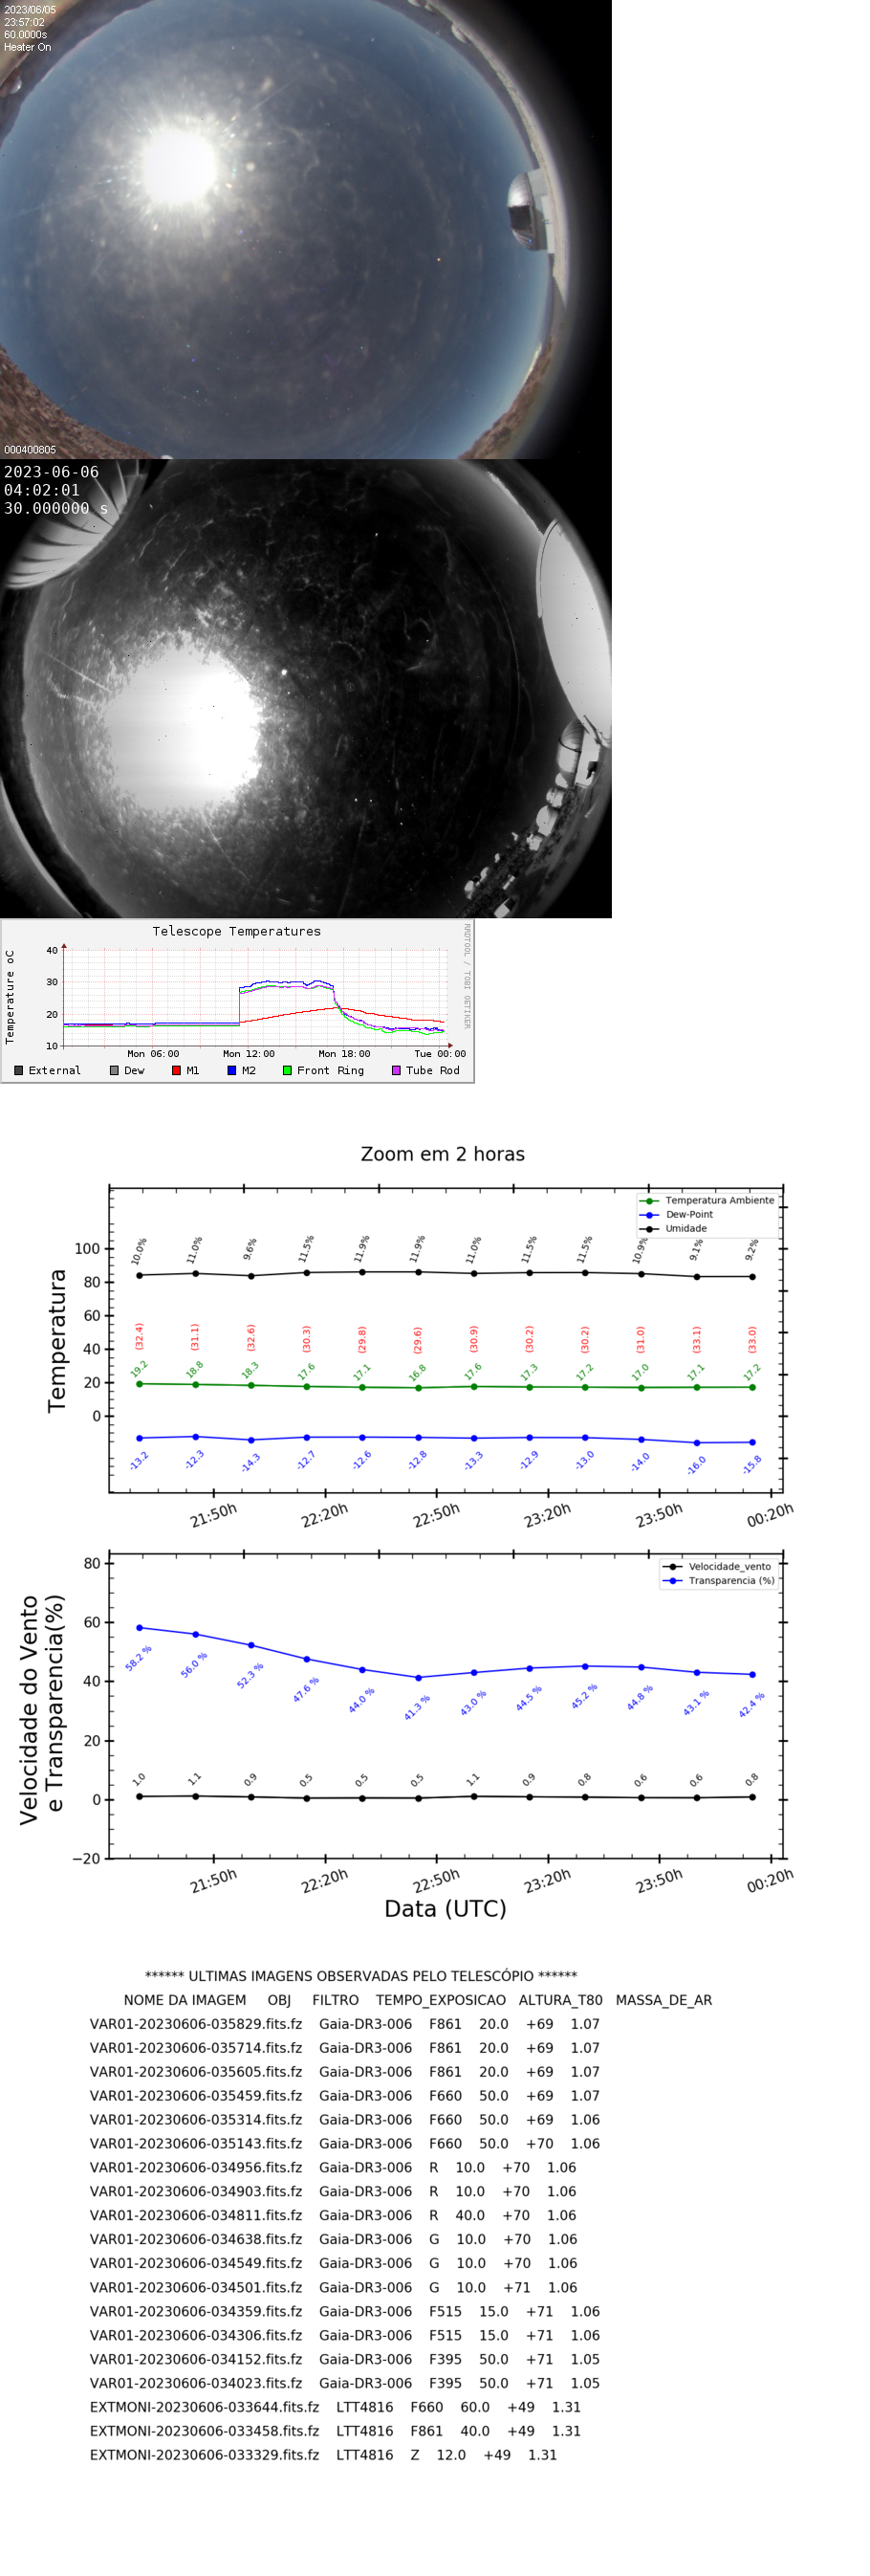 2023/06/05
23:57:02
60.0000s
Heater On
000400805
2023-06-06
04:02:01
30.000000 s
Telescope Temperatures
RRDTOOL / TOBI OETIKER
Temperature oC
40
30
20
10
Mon 06:00 Mon 12:00 Mon 18:00 Tue 00:00
External Dew M1 M2 Front Ring Tube Rod
Zoom em 2 horas
Temperatura Ambiente
Dew-Point
Umidade
Temperatura
100
80
60
40
20
0
10.0% 11.0% 9.6% 11.5% 11.9% 11.9% 11.0% 11.5% 11.5% 10.9% 9.1% 9.2%
(32.4) (31.1) (32.6) (30.3) (29.8) (29.6) (30.9) (30.2) (30.2) (31.0) (33.1) (33.0)
19.2 18.8 18.3 17.6 17.1 16.8 17.6 17.3 17.2 17.0 17.1 17.2
-13.2 -12.3 -14.3 -12.7 -12.6 -12.8 -13.3 -12.9 -13.0 -14.0 -16.0 -15.8
21:50h 22:20h 22:50h 23:20h 23:50h 00:20h
Velocidade_vento
Transparencia (%)
Velocidade do Vento
e Transparencia(%)
80
60
40
20
0
−20
58.2 % 56.0 % 52.3 % 47.6 % 44.0 % 41.3 % 43.0 % 44.5 % 45.2 % 44.8 % 43.1 % 42.4 %
1.0 1.1 0.9 0.5 0.5 0.5 1.1 0.9 0.8 0.6 0.6 0.8
21:50h 22:20h 22:50h 23:20h 23:50h 00:20h
Data (UTC)
****** ULTIMAS IMAGENS OBSERVADAS PELO TELESCÓPIO ******
NOME DA IMAGEM OBJ FILTRO TEMPO_EXPOSICAO ALTURA_T80 MASSA_DE_AR
VAR01-20230606-035829.fits.fz Gaia-DR3-006 F861 20.0 +69 1.07
VAR01-20230606-035714.fits.fz Gaia-DR3-006 F861 20.0 +69 1.07
VAR01-20230606-035605.fits.fz Gaia-DR3-006 F861 20.0 +69 1.07
VAR01-20230606-035459.fits.fz Gaia-DR3-006 F660 50.0 +69 1.07
VAR01-20230606-035314.fits.fz Gaia-DR3-006 F660 50.0 +69 1.06
VAR01-20230606-035143.fits.fz Gaia-DR3-006 F660 50.0 +70 1.06
VAR01-20230606-034956.fits.fz Gaia-DR3-006 R 10.0 +70 1.06
VAR01-20230606-034903.fits.fz Gaia-DR3-006 R 10.0 +70 1.06
VAR01-20230606-034811.fits.fz Gaia-DR3-006 R 40.0 +70 1.06
VAR01-20230606-034638.fits.fz Gaia-DR3-006 G 10.0 +70 1.06
VAR01-20230606-034549.fits.fz Gaia-DR3-006 G 10.0 +70 1.06
VAR01-20230606-034501.fits.fz Gaia-DR3-006 G 10.0 +71 1.06
VAR01-20230606-034359.fits.fz Gaia-DR3-006 F515 15.0 +71 1.06
VAR01-20230606-034306.fits.fz Gaia-DR3-006 F515 15.0 +71 1.06
VAR01-20230606-034152.fits.fz Gaia-DR3-006 F395 50.0 +71 1.05
VAR01-20230606-034023.fits.fz Gaia-DR3-006 F395 50.0 +71 1.05
EXTMONI-20230606-033644.fits.fz LTT4816 F660 60.0 +49 1.31
EXTMONI-20230606-033458.fits.fz LTT4816 F861 40.0 +49 1.31
EXTMONI-20230606-033329.fits.fz LTT4816 Z 12.0 +49 1.31